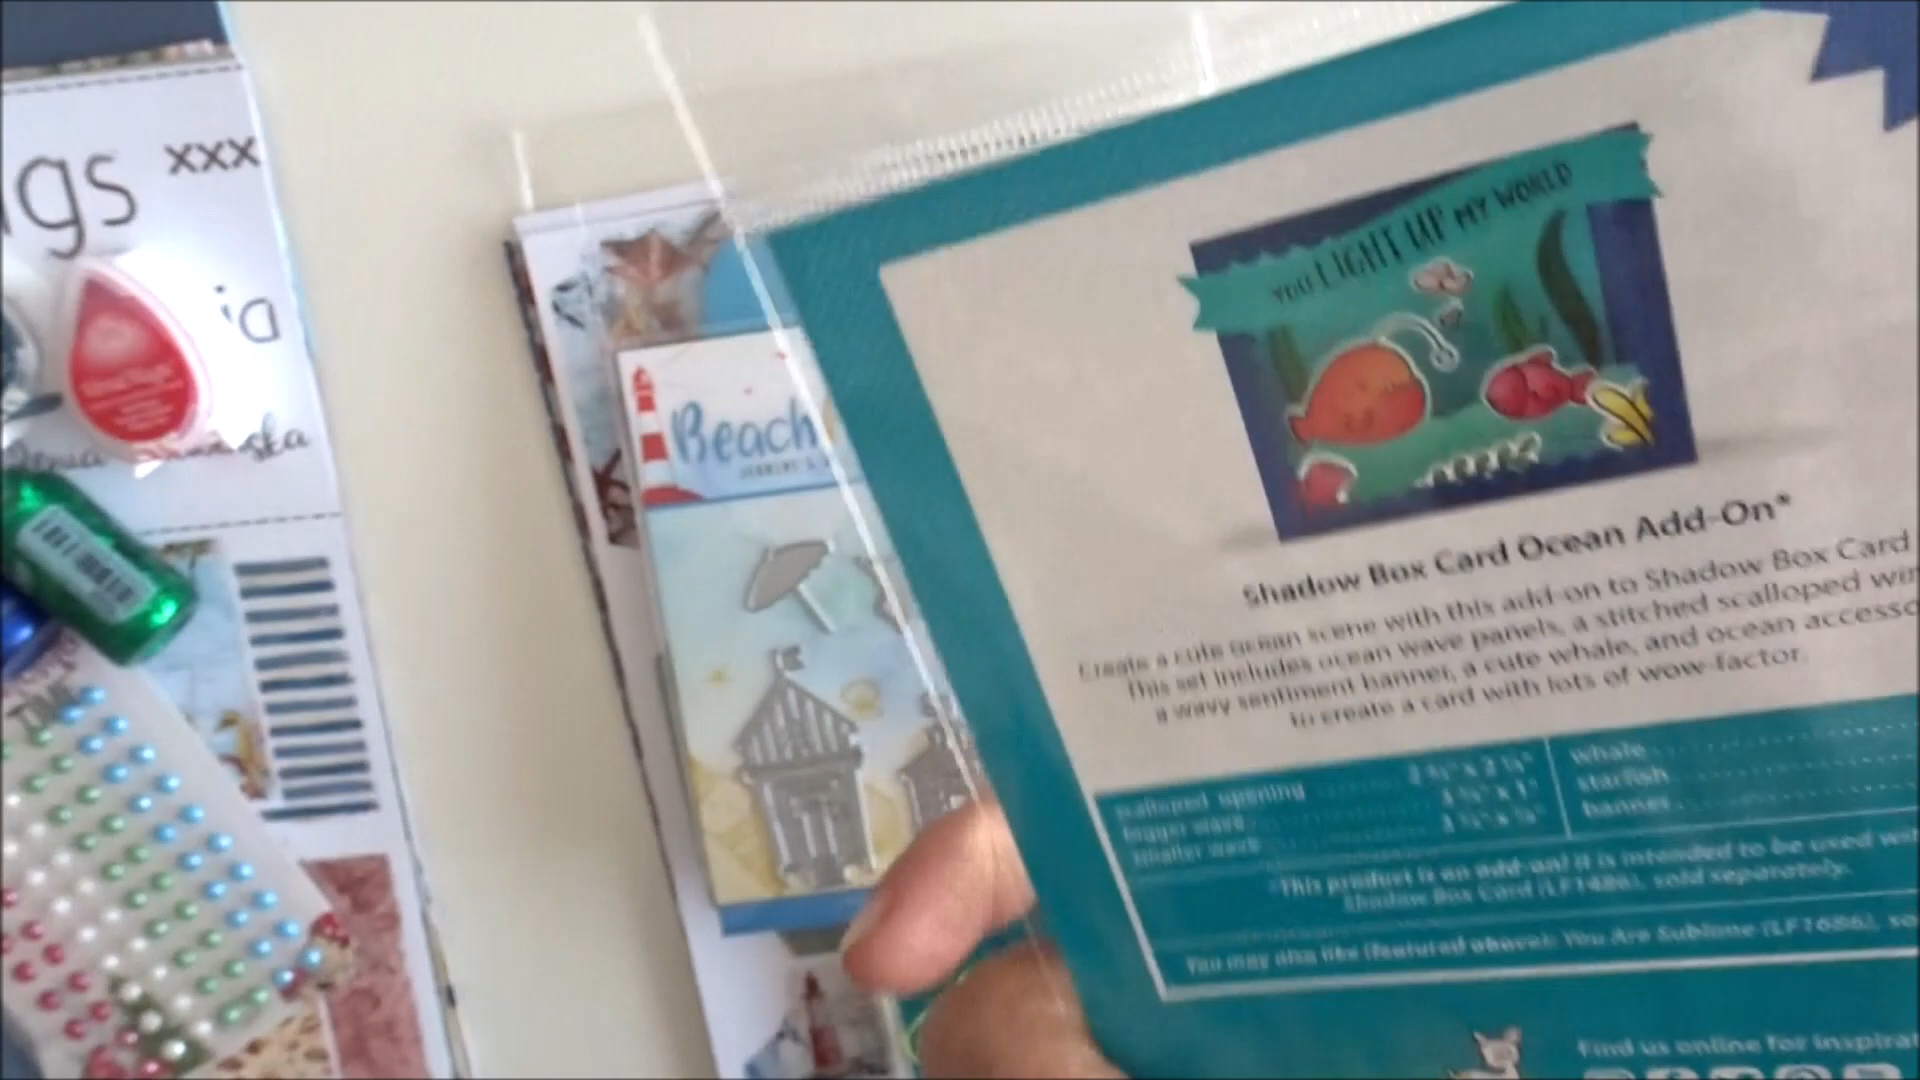 gs xxx
ia
ska
TIME
Beach
YOU LIGHT UP MY WORLD
Shadow Box Card Ocean Add-On*
Create a cute ocean scene with this add-on to Shadow Box Card
This set includes ocean wave panels, a stitched scalloped win
a wavy sentiment banner, a cute whale, and ocean accesso
to create a card with lots of wow-factor.
scalloped opening
bigger wave
smaller wave
whale
starfish
banner
This product is an add-on! It is intended to be used wi
Shadow Box Card (LF1486), sold separately.
You may also like (featured above): You Are Sublime (LF1686), so
Find us online for inspirat